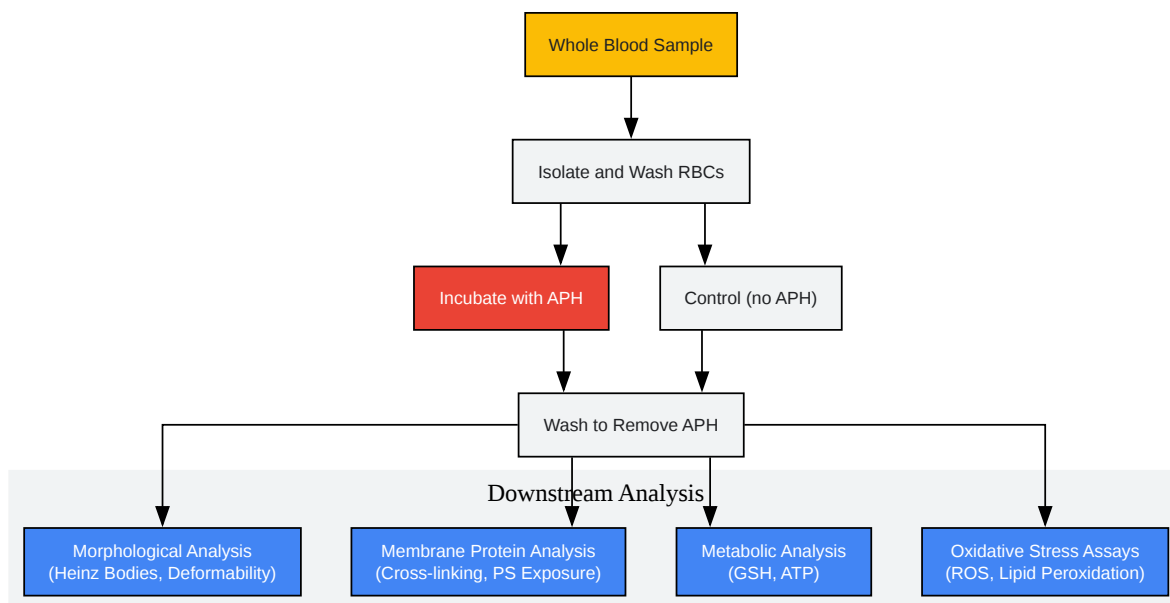 Whole Blood Sample
Isolate and Wash RBCs
Incubate with APH
Control (no APH)
Wash to Remove APH
Downstream Analysis
Morphological Analysis
(Heinz Bodies, Deformability)
Membrane Protein Analysis
(Cross-linking, PS Exposure)
Metabolic Analysis
(GSH, ATP)
Oxidative Stress Assays
(ROS, Lipid Peroxidation)